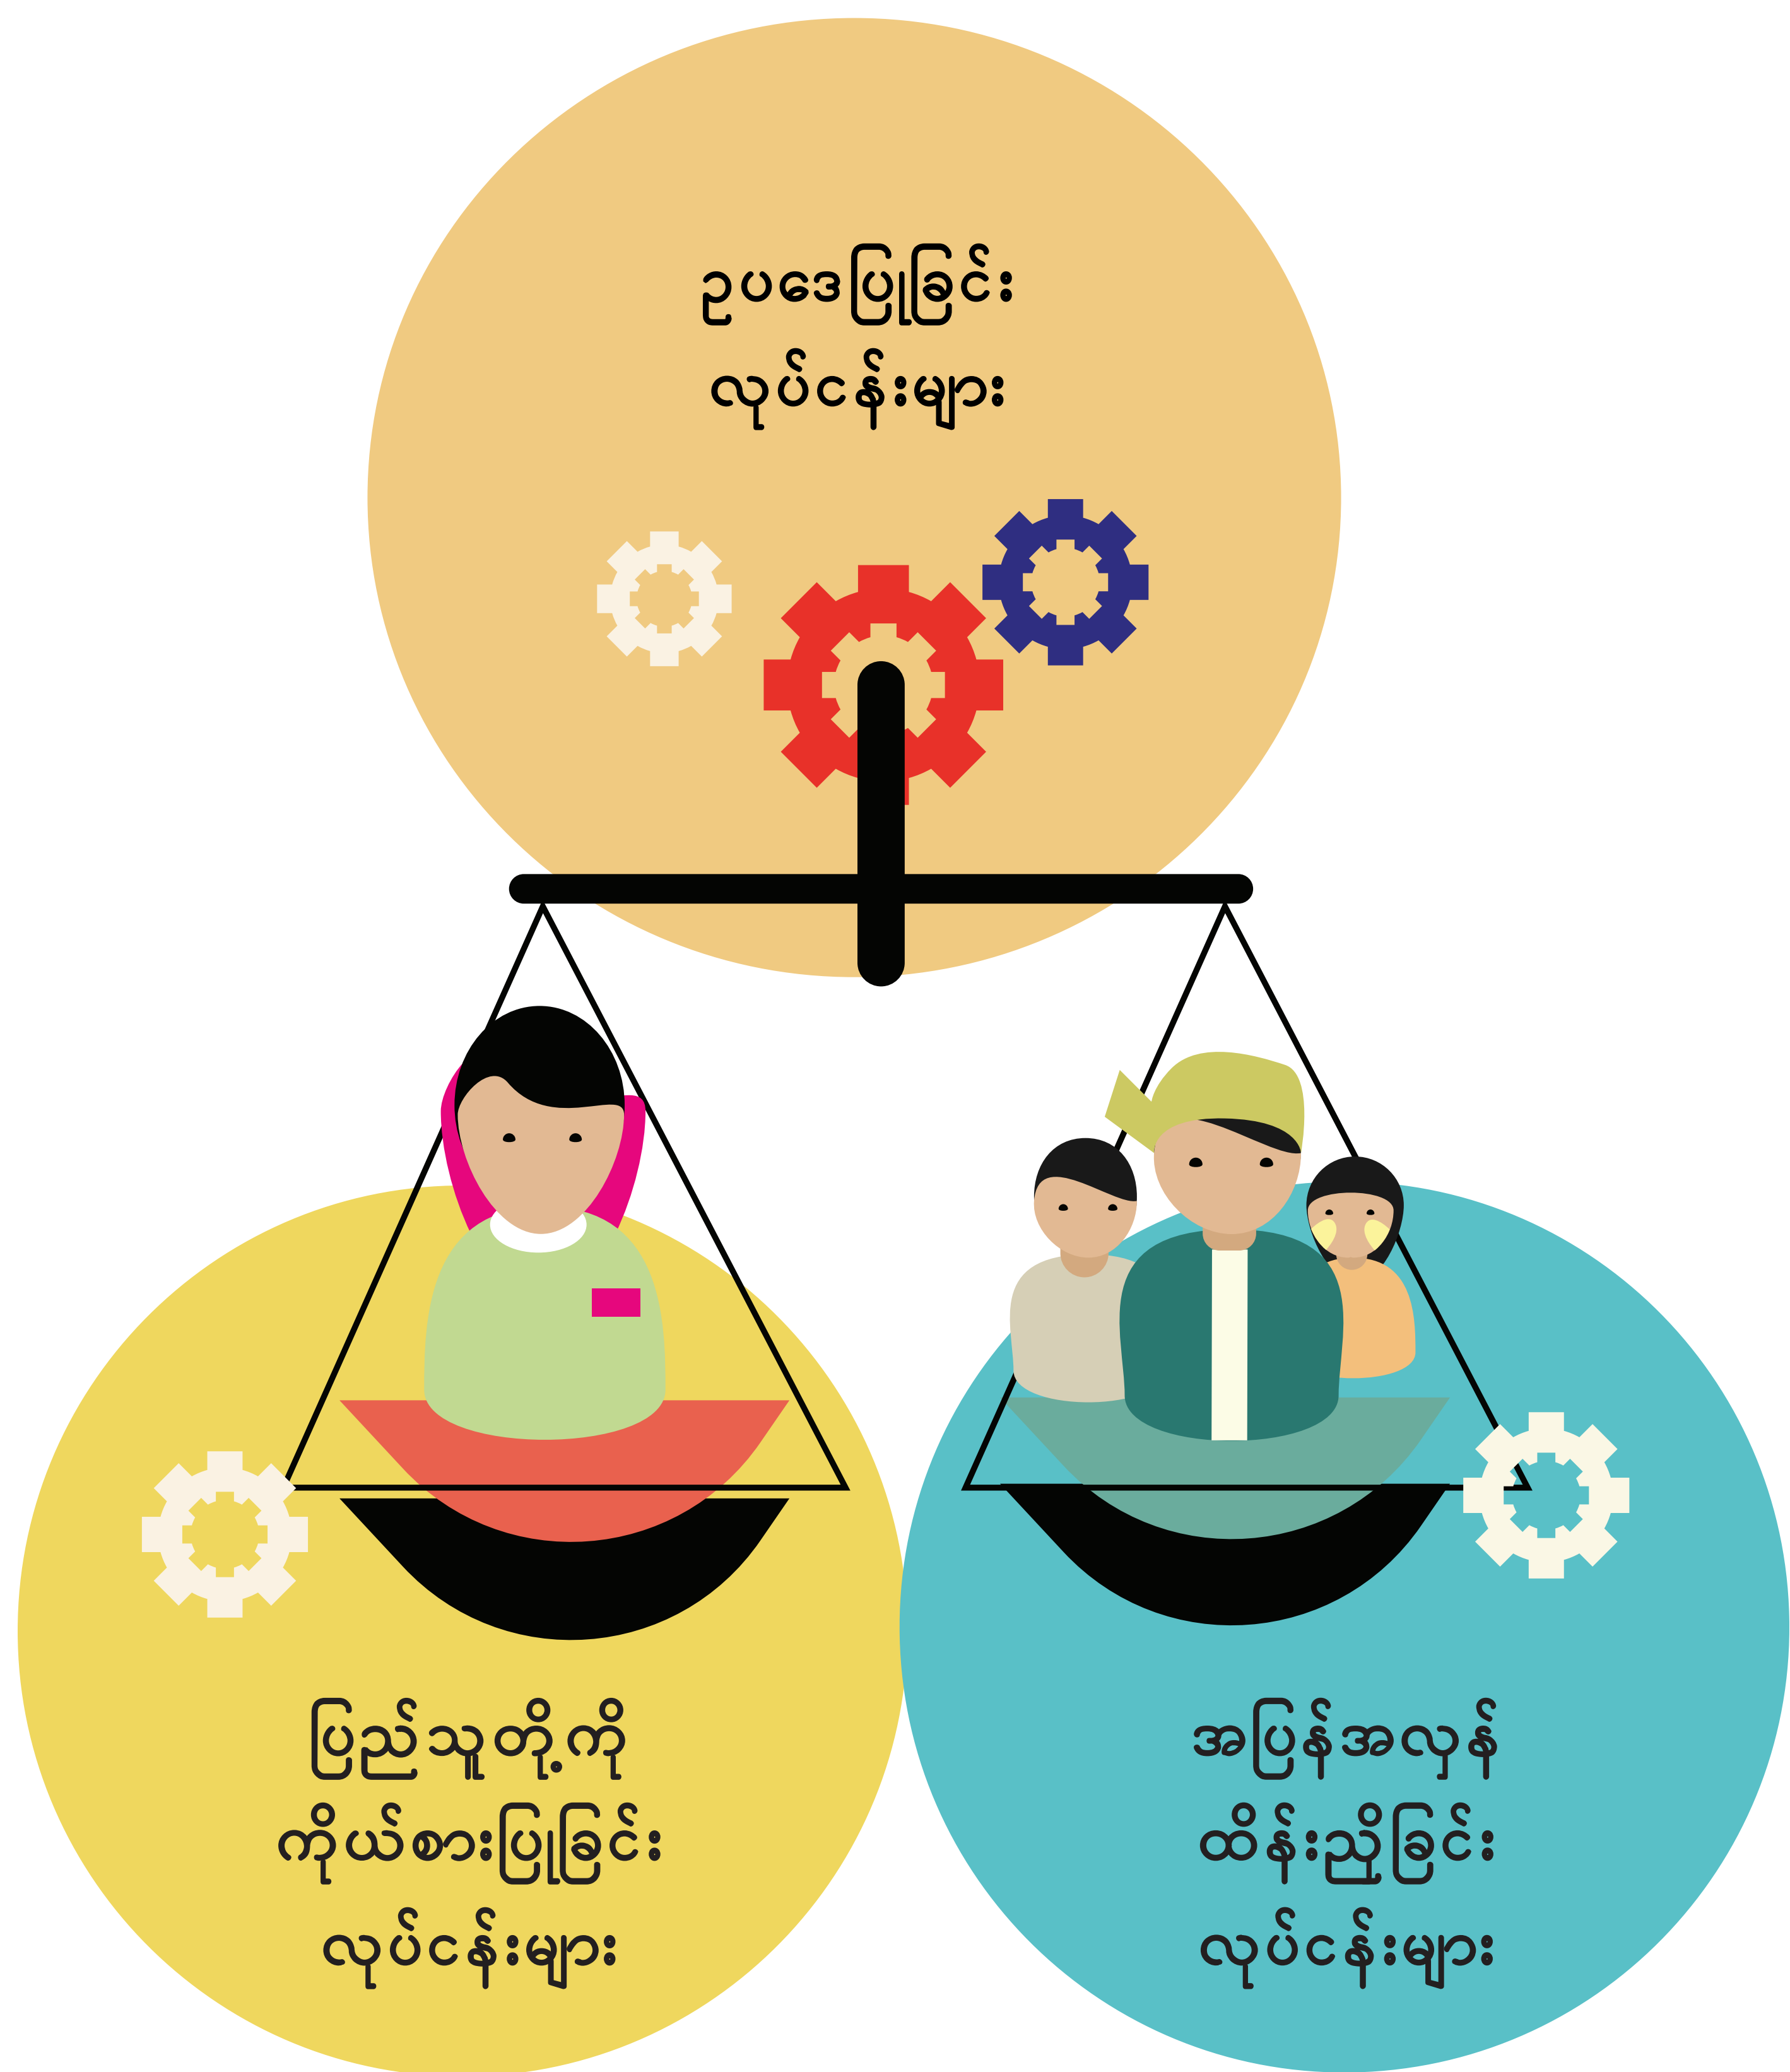 ဥပဒေပြုခြင်း
လုပ်ငန်းများ
ပြည်သူတို့ကို
ကိုယ်စားပြုခြင်း
လုပ်ငန်းများ
အပြန်အလှန်
ထိန်းညှိခြင်း
လုပ်ငန်းများ